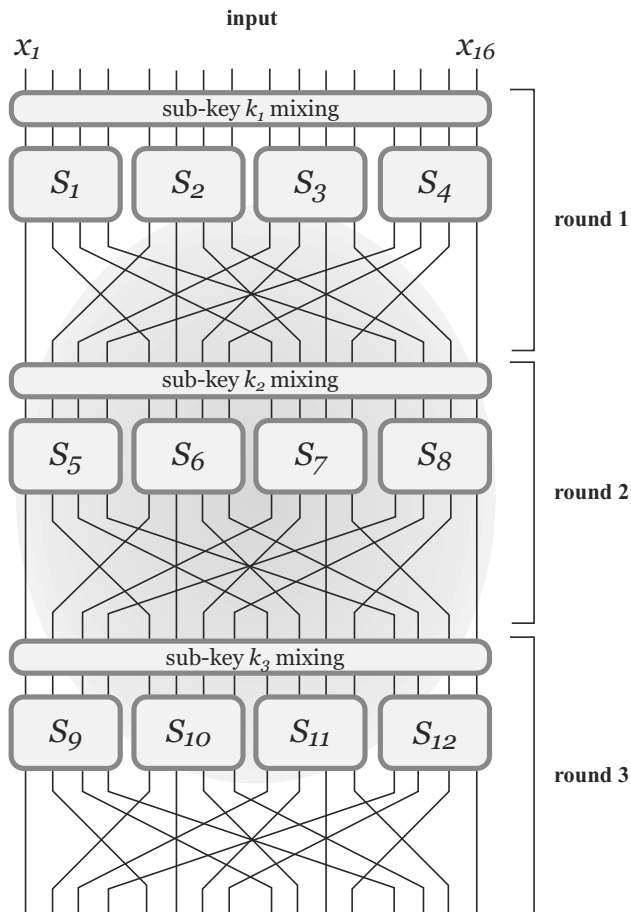 input
x₁ x₁₆
sub-key k₁ mixing
S₁ S₂ S₃ S₄
round 1
sub-key k₂ mixing
S₅ S₆ S₇ S₈
round 2
sub-key k₃ mixing
S₉ S₁₀ S₁₁ S₁₂
round 3